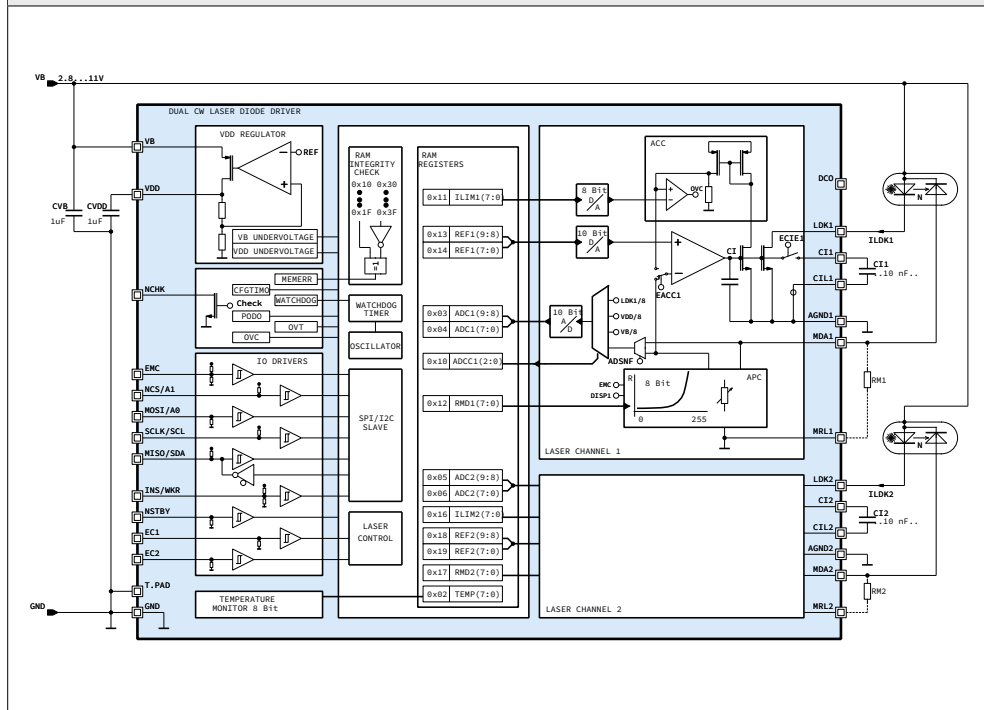 VB 2.8...11V
DUAL CW LASER DIODE DRIVER
VB
VDD
CVB
1uF
CVDD
1uF
NCHK
EMC
NCS/A1
MOSI/A0
SCLK/SCL
MISO/SDA
INS/WKR
NSTBY
EC1
EC2
T.PAD
GND
GND
VDD REGULATOR
REF
VB UNDERVOLTAGE
VDD UNDERVOLTAGE
MEMERR
CFGTIMO
WATCHDOG
Check
PODO
OVT
OVC
IO DRIVERS
TEMPERATURE
MONITOR 8 Bit
RAM
INTEGRITY
CHECK
0x10 0x30
0x1F 0x3F
=1
WATCHDOG
TIMER
OSCILLATOR
SPI/I2C
SLAVE
LASER
CONTROL
RAM
REGISTERS
0x11 ILIM1(7:0)
0x13 REF1(9:8)
0x14 REF1(7:0)
0x03 ADC1(9:8)
0x04 ADC1(7:0)
0x10 ADCC1(2:0)
0x12 RMD1(7:0)
0x05 ADC2(9:8)
0x06 ADC2(7:0)
0x16 ILIM2(7:0)
0x18 REF2(9:8)
0x19 REF2(7:0)
0x17 RMD2(7:0)
0x02 TEMP(7:0)
8 Bit
D
A
10 Bit
D
A
10 Bit
A
D
ACC
OVC
CI
ECIE1
EACC1
LDK1/8
VDD/8
VB/8
ADSNF
EMC
DISP1
R
8 Bit
APC
0
255
LASER CHANNEL 1
LASER CHANNEL 2
DCO
LDK1
CI1
CIL1
AGND1
MDA1
MRL1
LDK2
CI2
CIL2
AGND2
MDA2
MRL2
N
ILDK1
CI1
..10 nF..
RM1
N
ILDK2
CI2
..10 nF..
RM2